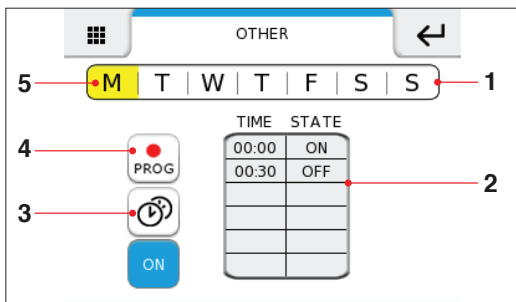 OTHER
5 M | T | W | T | F | S | S 1
TIME STATE
4 PROG 00:00 ON
00:30 OFF 2
3
ON